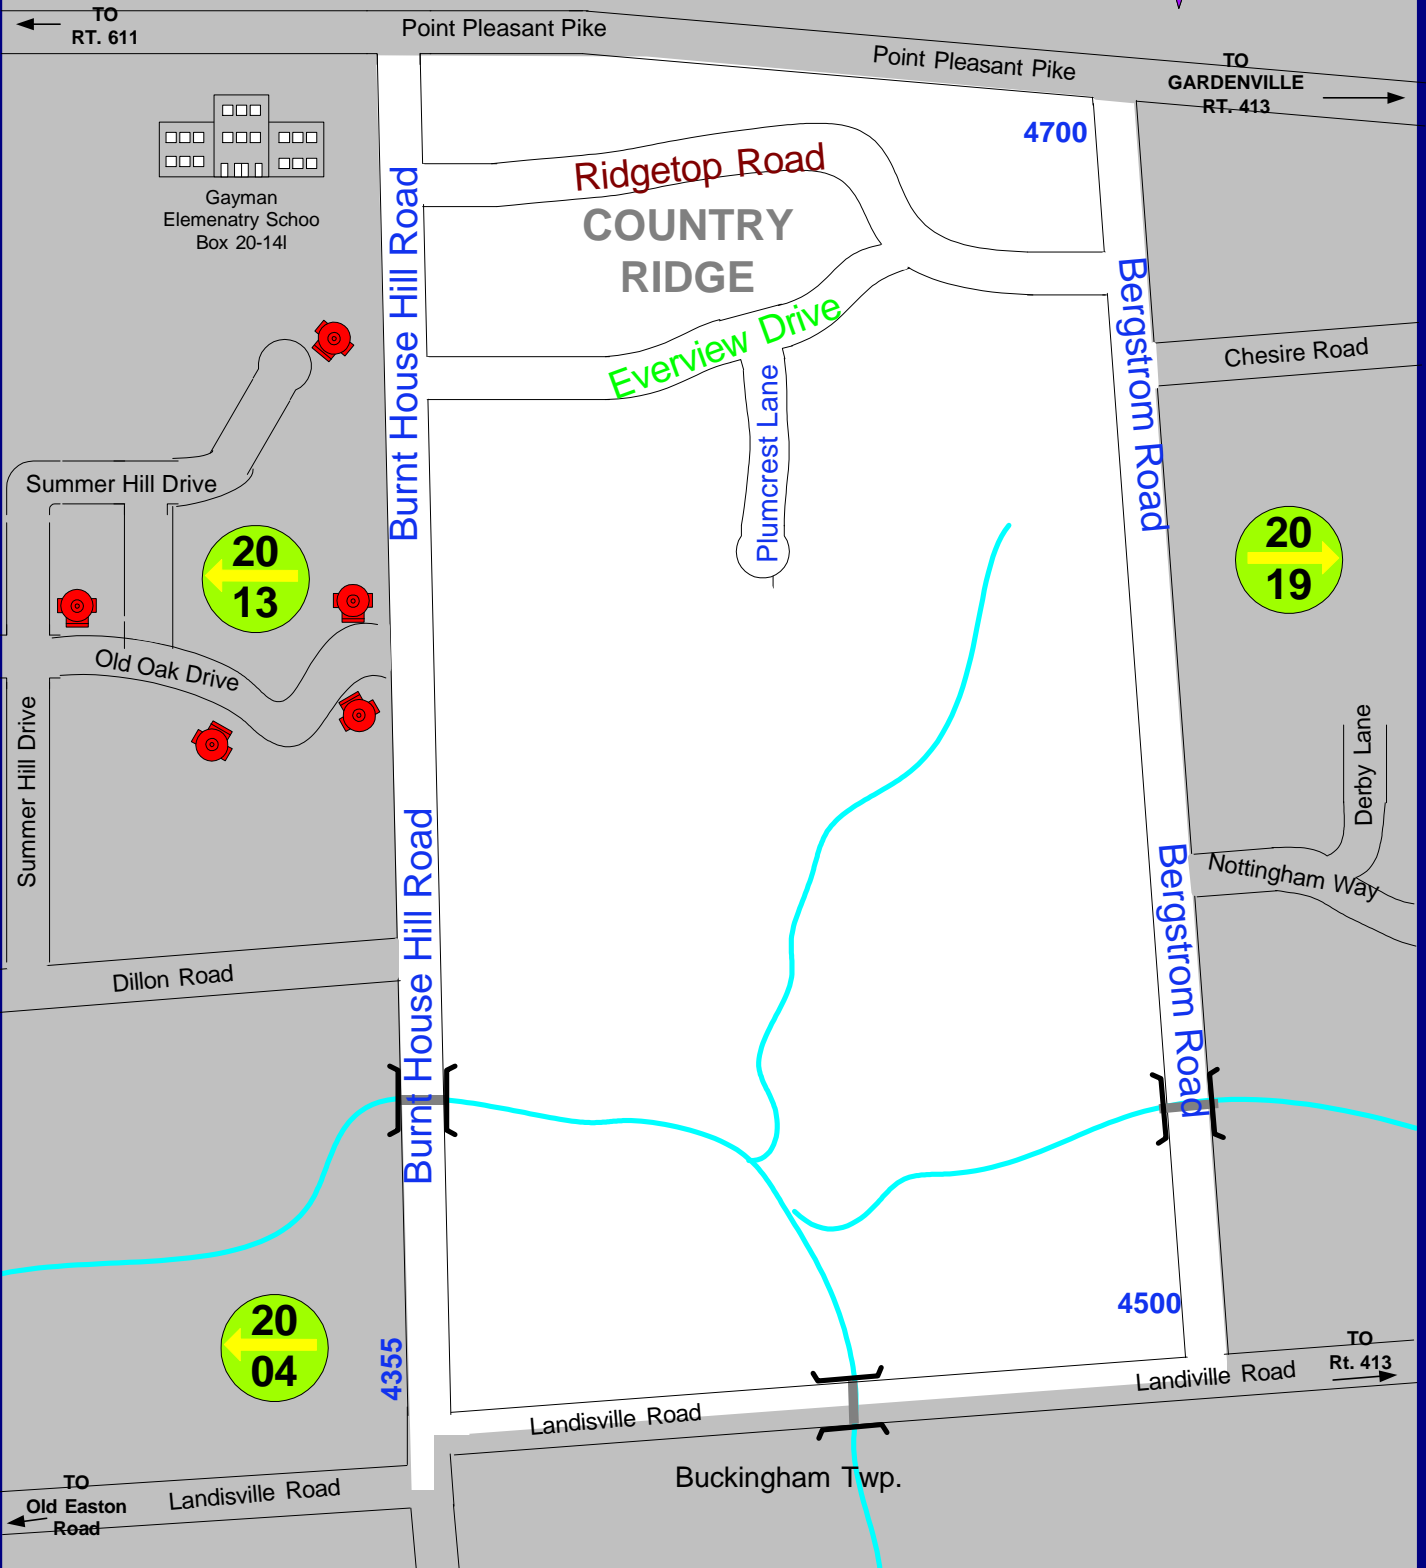 TO
RT. 611
Point Pleasant Pike
Point Pleasant Pike
TO
GARDENVILLE
RT. 413
4700
Gayman
Elemenatry Schoo
Box 20-14l
Burnt House Hill Road
Ridgetop Road
COUNTRY
RIDGE
Everview Drive
Plumcrest Lane
Bergstrom Road
Chesire Road
Summer Hill Drive
20
13
20
19
Old Oak Drive
Summer Hill Drive
Derby Lane
Nottingham Way
Burnt House Hill Road
Bergstrom Road
Dillon Road
20
04
4355
4500
TO
Rt. 413
Landiville Road
Landisville Road
Buckingham Twp.
TO
Old Easton
Road
Landisville Road